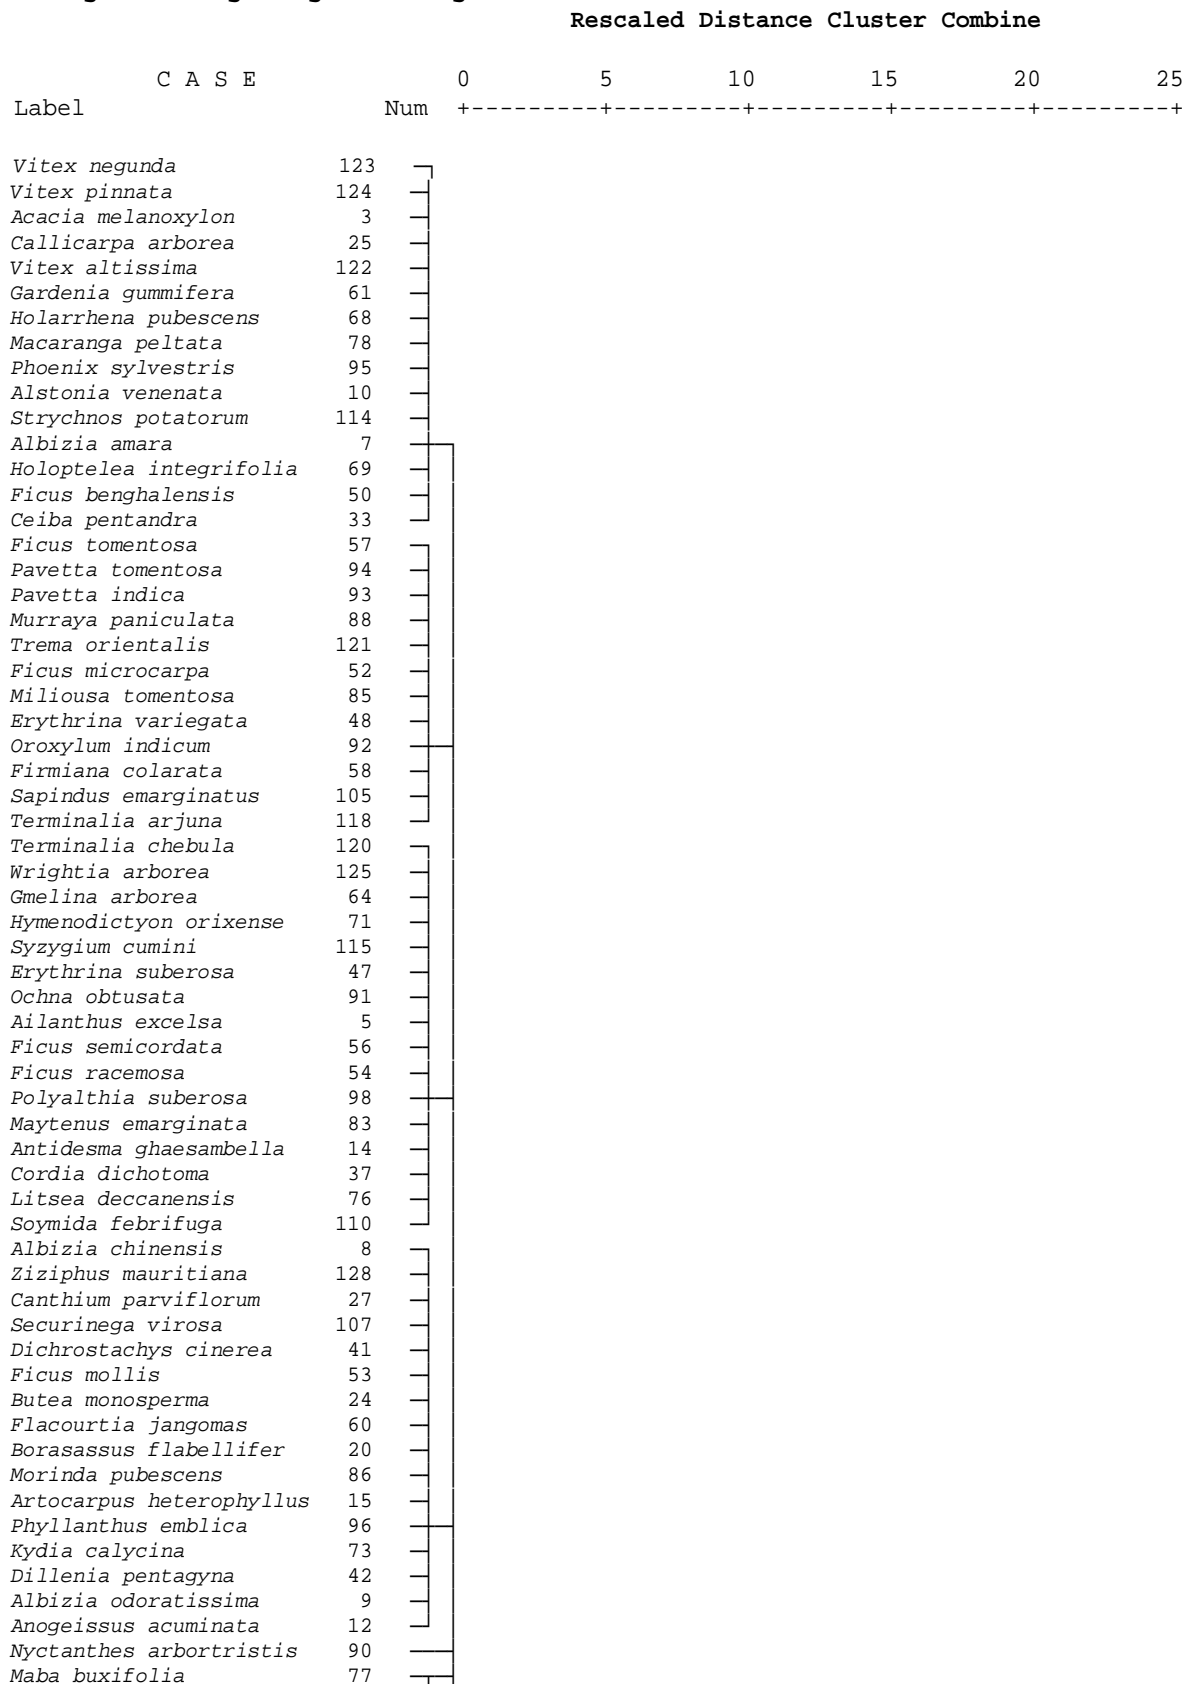 Rescaled Distance Cluster Combine
C A S E 0 5 10 15 20 25
Label Num +---------+---------+---------+---------+---------+
Vitex negunda 123
Vitex pinnata 124
Acacia melanoxylon 3
Callicarpa arborea 25
Vitex altissima 122
Gardenia gummifera 61
Holarrhena pubescens 68
Macaranga peltata 78
Phoenix sylvestris 95
Alstonia venenata 10
Strychnos potatorum 114
Albizia amara 7
Holoptelea integrifolia 69
Ficus benghalensis 50
Ceiba pentandra 33
Ficus tomentosa 57
Pavetta tomentosa 94
Pavetta indica 93
Murraya paniculata 88
Trema orientalis 121
Ficus microcarpa 52
Miliousa tomentosa 85
Erythrina variegata 48
Oroxylum indicum 92
Firmiana colarata 58
Sapindus emarginatus 105
Terminalia arjuna 118
Terminalia chebula 120
Wrightia arborea 125
Gmelina arborea 64
Hymenodictyon orixense 71
Syzygium cumini 115
Erythrina suberosa 47
Ochna obtusata 91
Ailanthus excelsa 5
Ficus semicordata 56
Ficus racemosa 54
Polyalthia suberosa 98
Maytenus emarginata 83
Antidesma ghaesambella 14
Cordia dichotoma 37
Litsea deccanensis 76
Soymida febrifuga 110
Albizia chinensis 8
Ziziphus mauritiana 128
Canthium parviflorum 27
Securinega virosa 107
Dichrostachys cinerea 41
Ficus mollis 53
Butea monosperma 24
Flacourtia jangomas 60
Borasassus flabellifer 20
Morinda pubescens 86
Artocarpus heterophyllus 15
Phyllanthus emblica 96
Kydia calycina 73
Dillenia pentagyna 42
Albizia odoratissima 9
Anogeissus acuminata 12
Nyctanthes arbortristis 90
Maba buxifolia 77